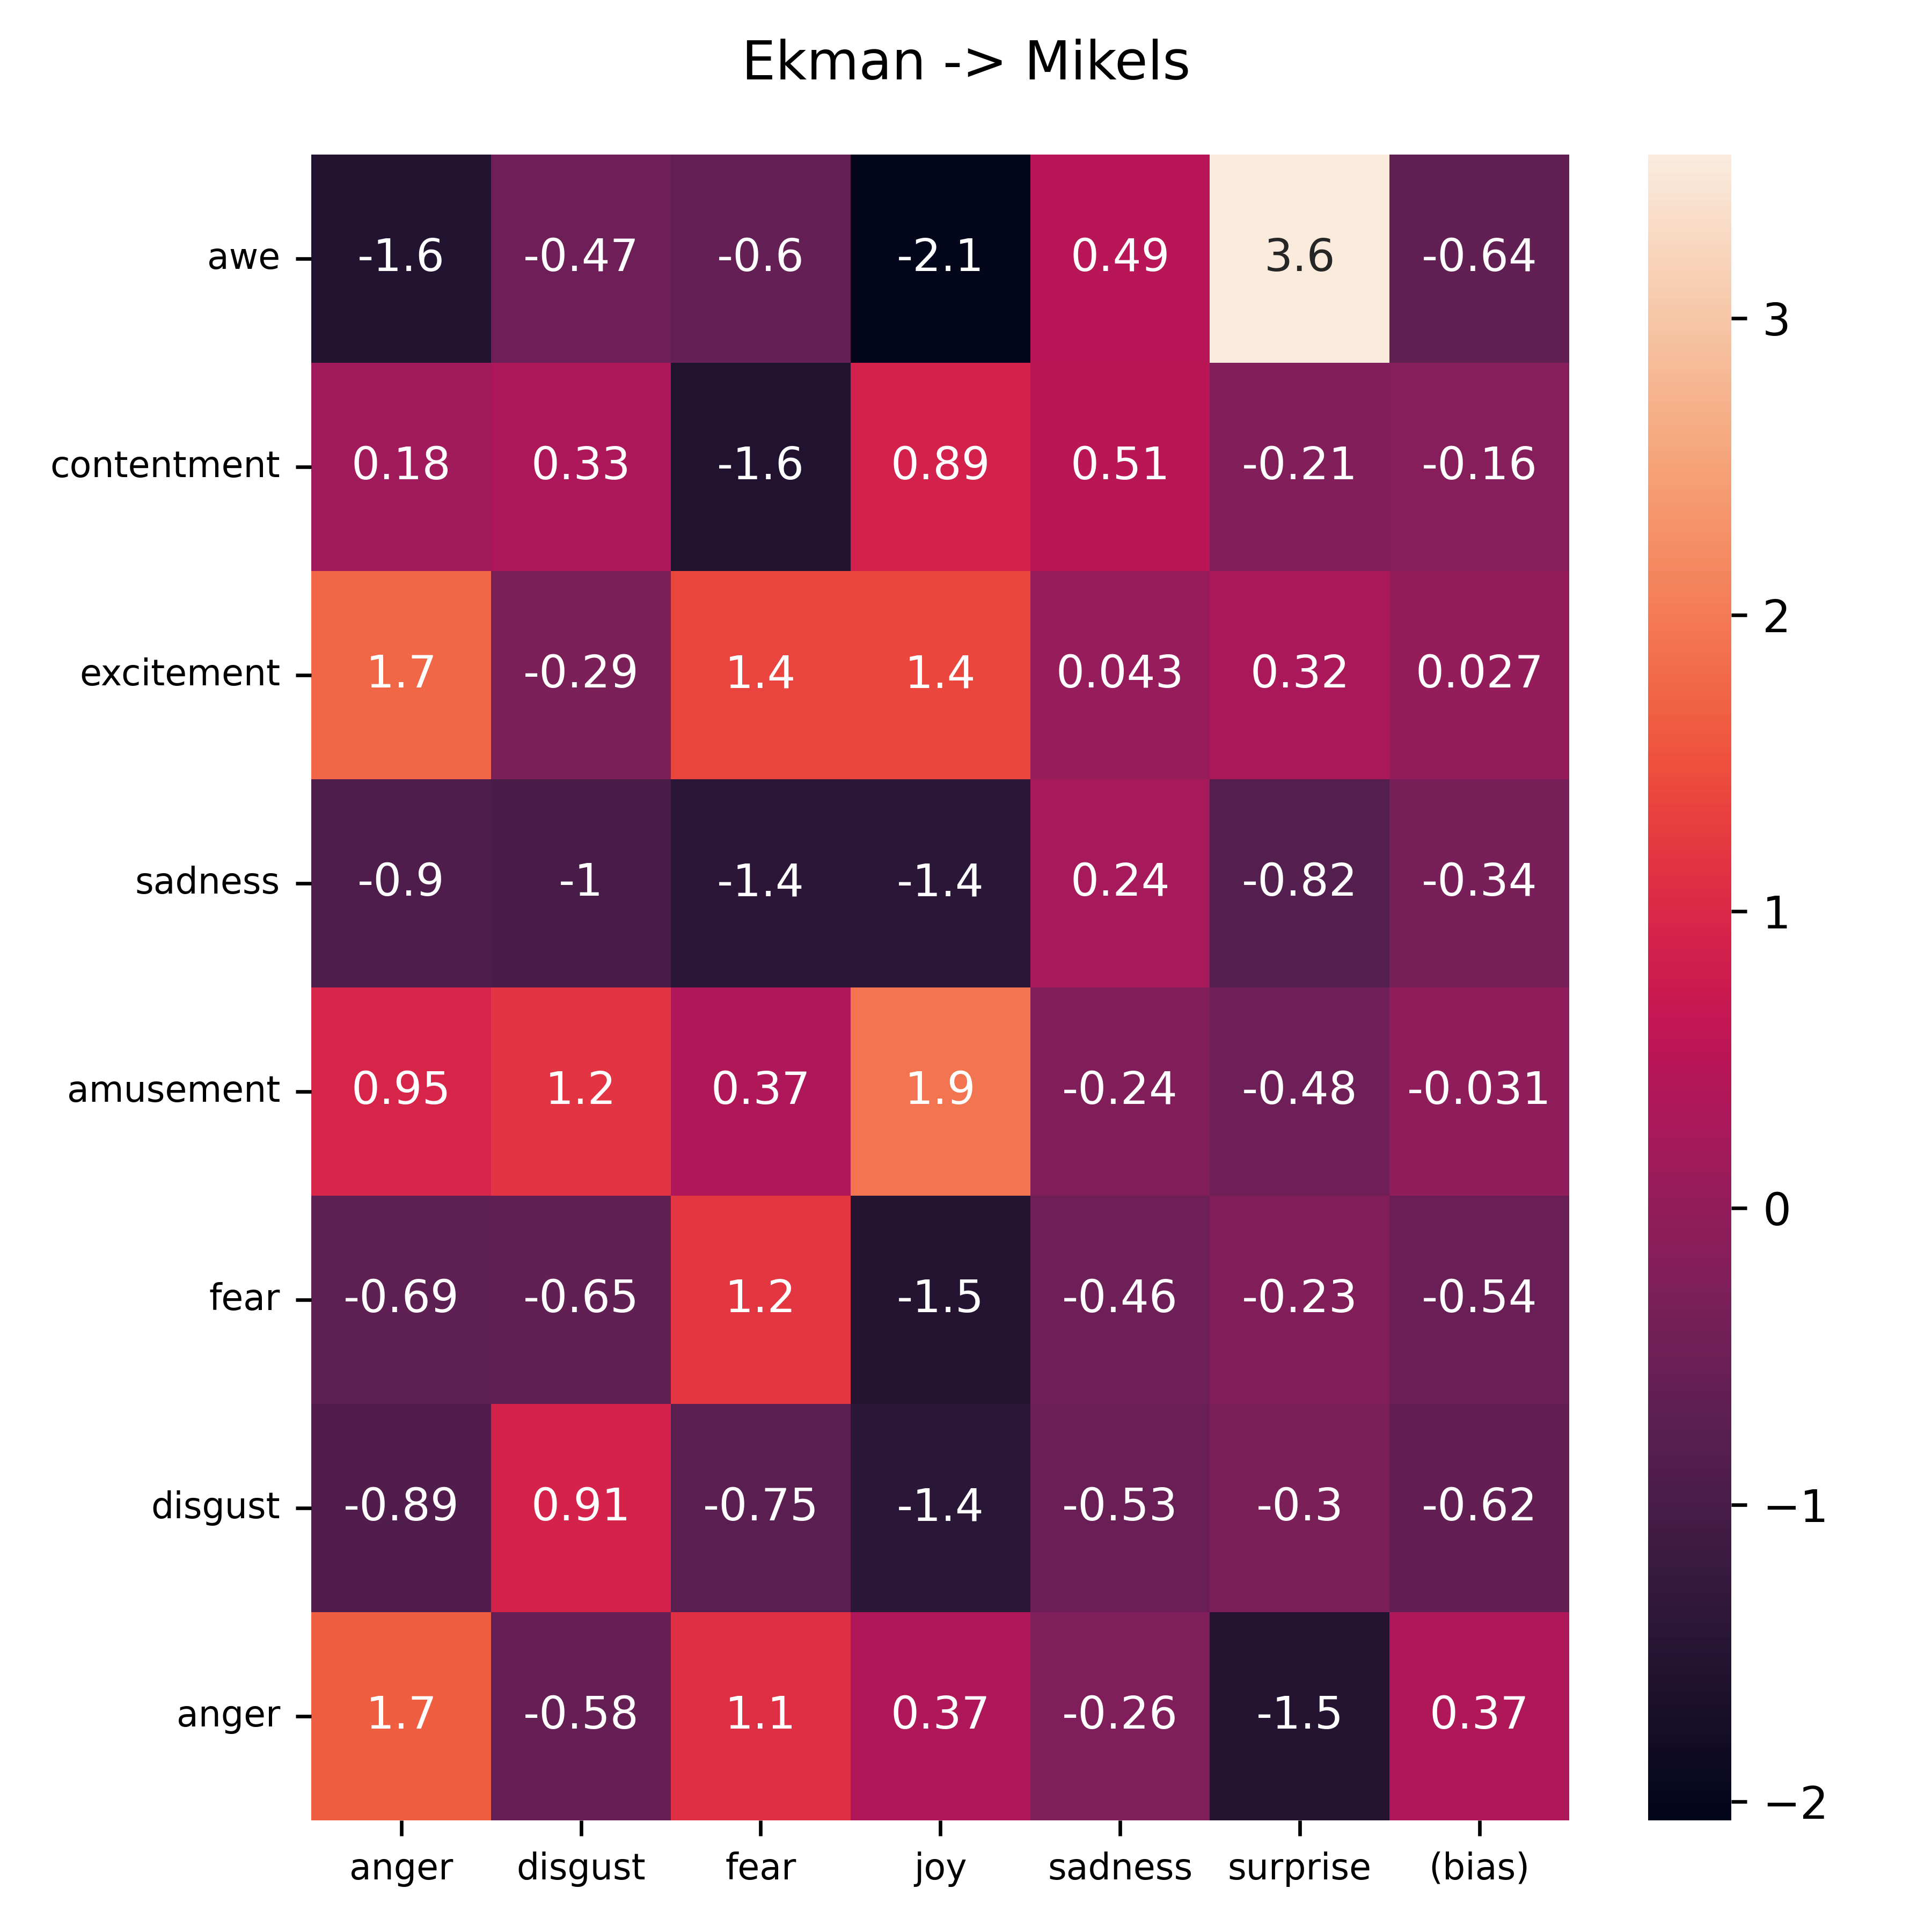 Ekman -> Mikels
awe -1.6 -0.47 -0.6 -2.1 0.49 3.6 -0.64
contentment 0.18 0.33 -1.6 0.89 0.51 -0.21 -0.16
excitement 1.7 -0.29 1.4 1.4 0.043 0.32 0.027
sadness -0.9 -1 -1.4 -1.4 0.24 -0.82 -0.34
amusement 0.95 1.2 0.37 1.9 -0.24 -0.48 -0.031
fear -0.69 -0.65 1.2 -1.5 -0.46 -0.23 -0.54
disgust -0.89 0.91 -0.75 -1.4 -0.53 -0.3 -0.62
anger 1.7 -0.58 1.1 0.37 -0.26 -1.5 0.37
anger disgust fear joy sadness surprise (bias)
3
2
1
0
−1
−2